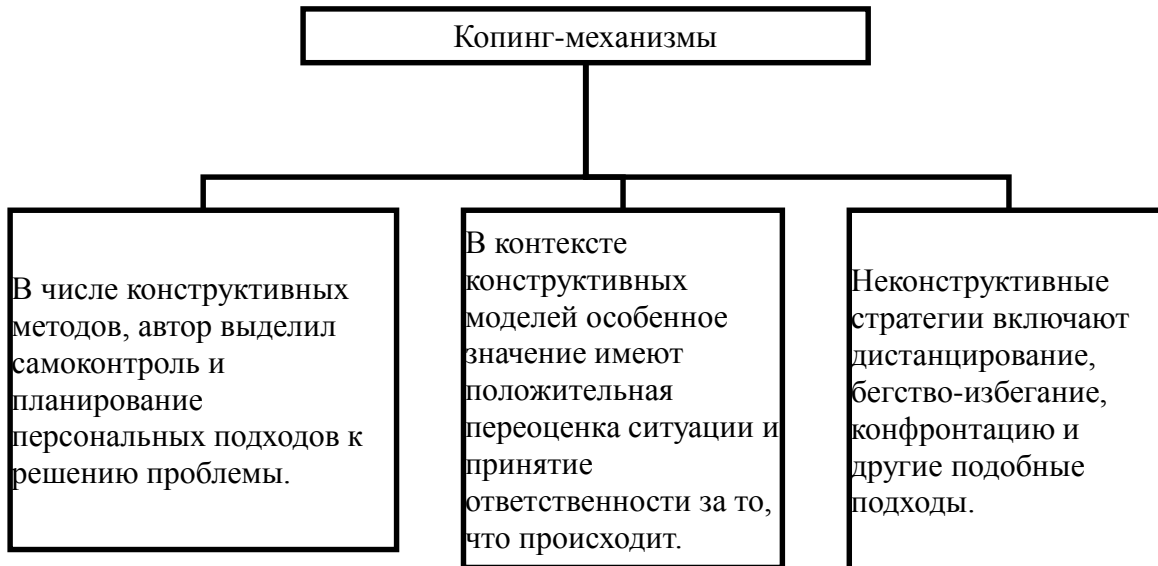 Копинг-механизмы
В числе конструктивных
методов, автор выделил
самоконтроль и
планирование
персональных подходов к
решению проблемы.
В контексте
конструктивных
моделей особенное
значение имеют
положительная
переоценка ситуации и
принятие
ответственности за то,
что происходит.
Неконструктивные
стратегии включают
дистанцирование,
бегство-избегание,
конфронтацию и
другие подобные
подходы.